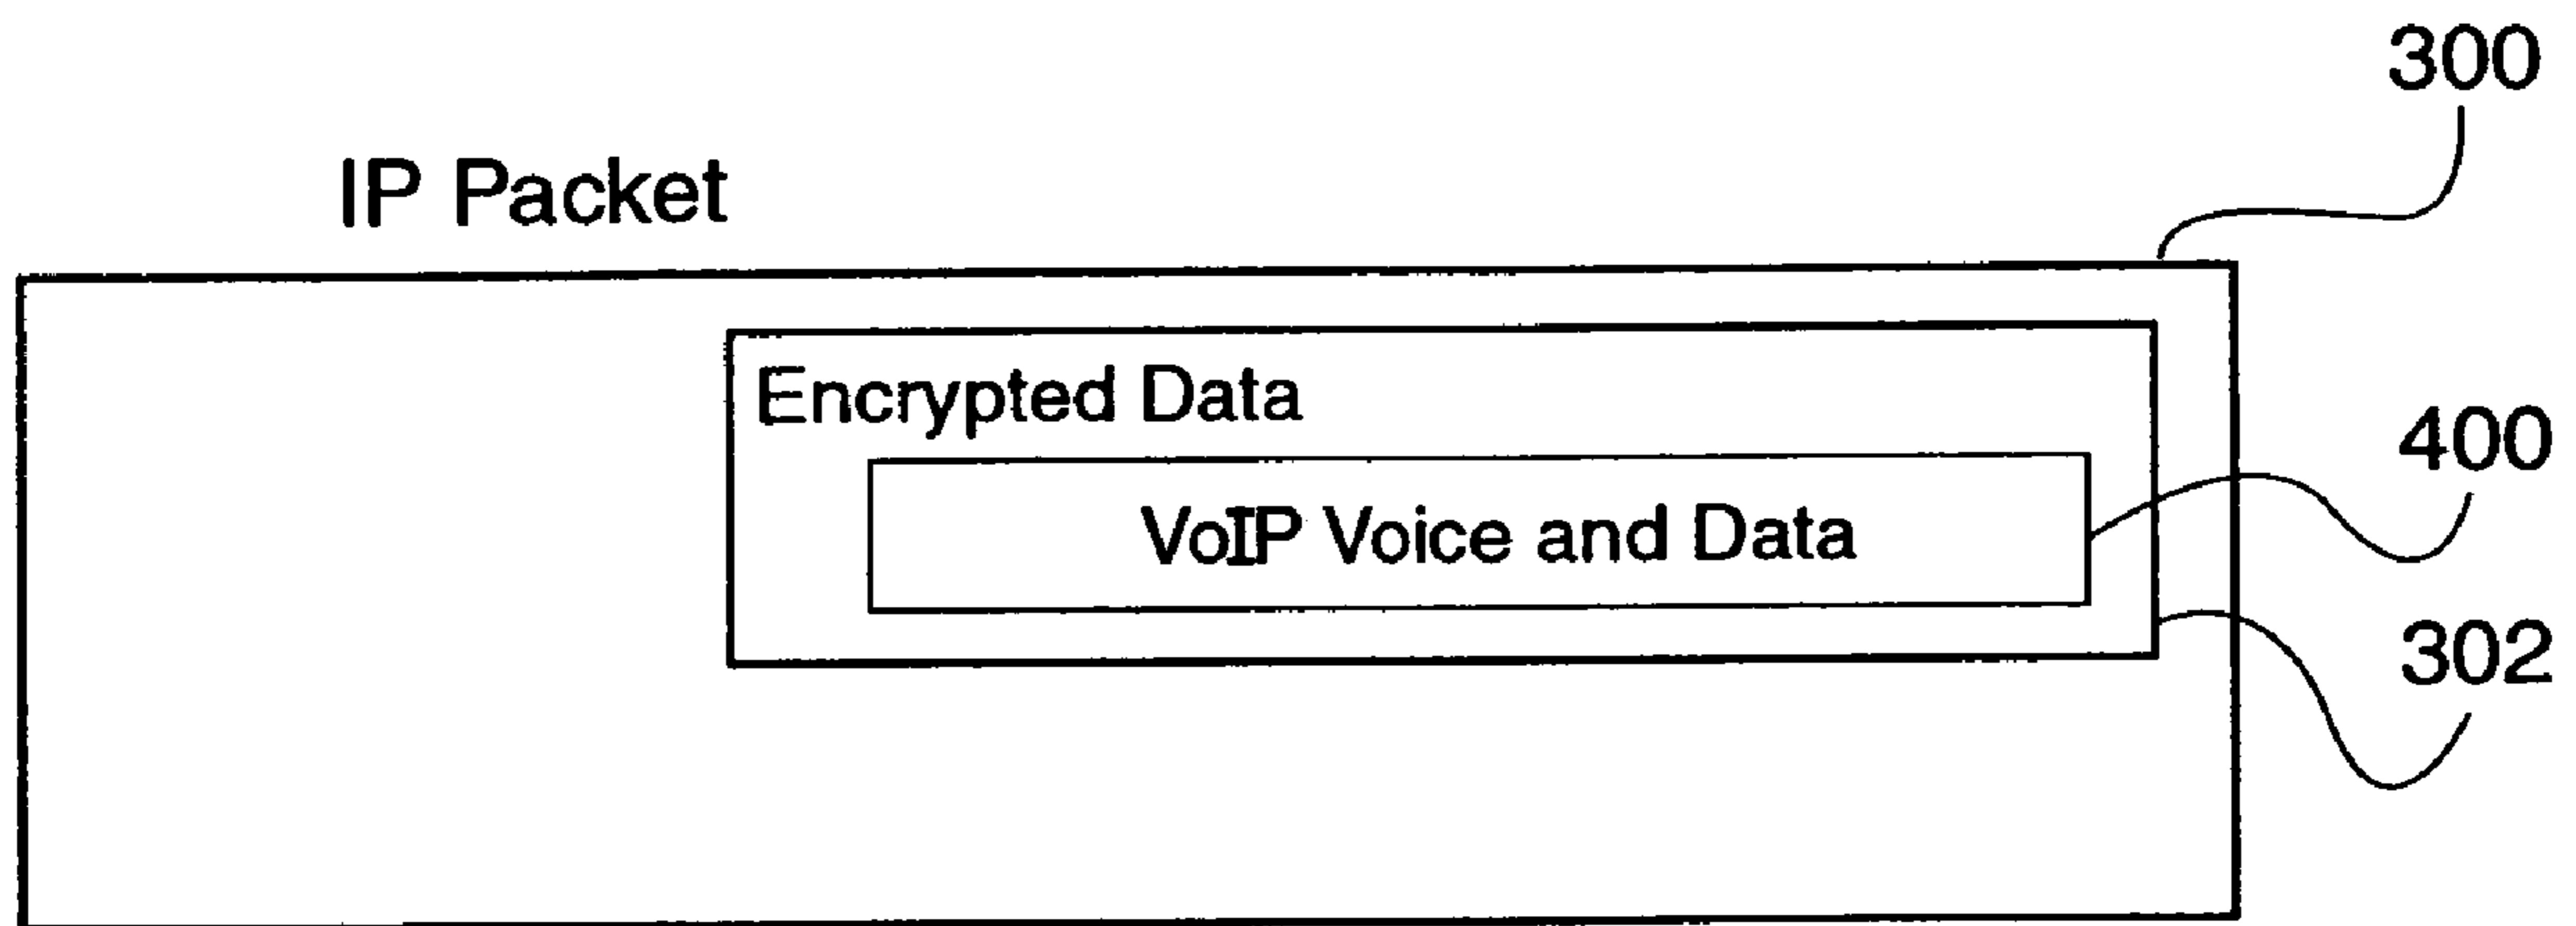 300
IP Packet
Encrypted Data
400
VoIP Voice and Data
302